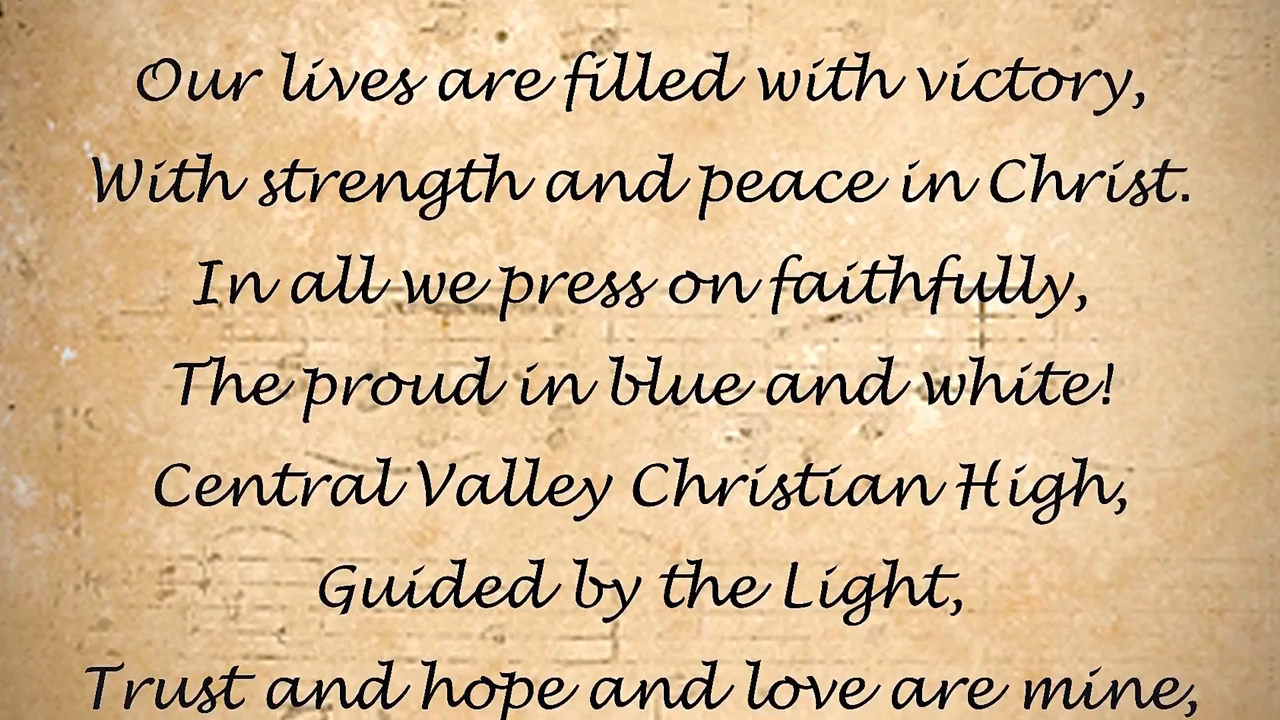 Our lives are filled with victory,
With strength and peace in Christ.
In all we press on faithfully,
The proud in blue and white!
Central Valley Christian High,
Guided by the Light,
Trust and hope and love are mine,